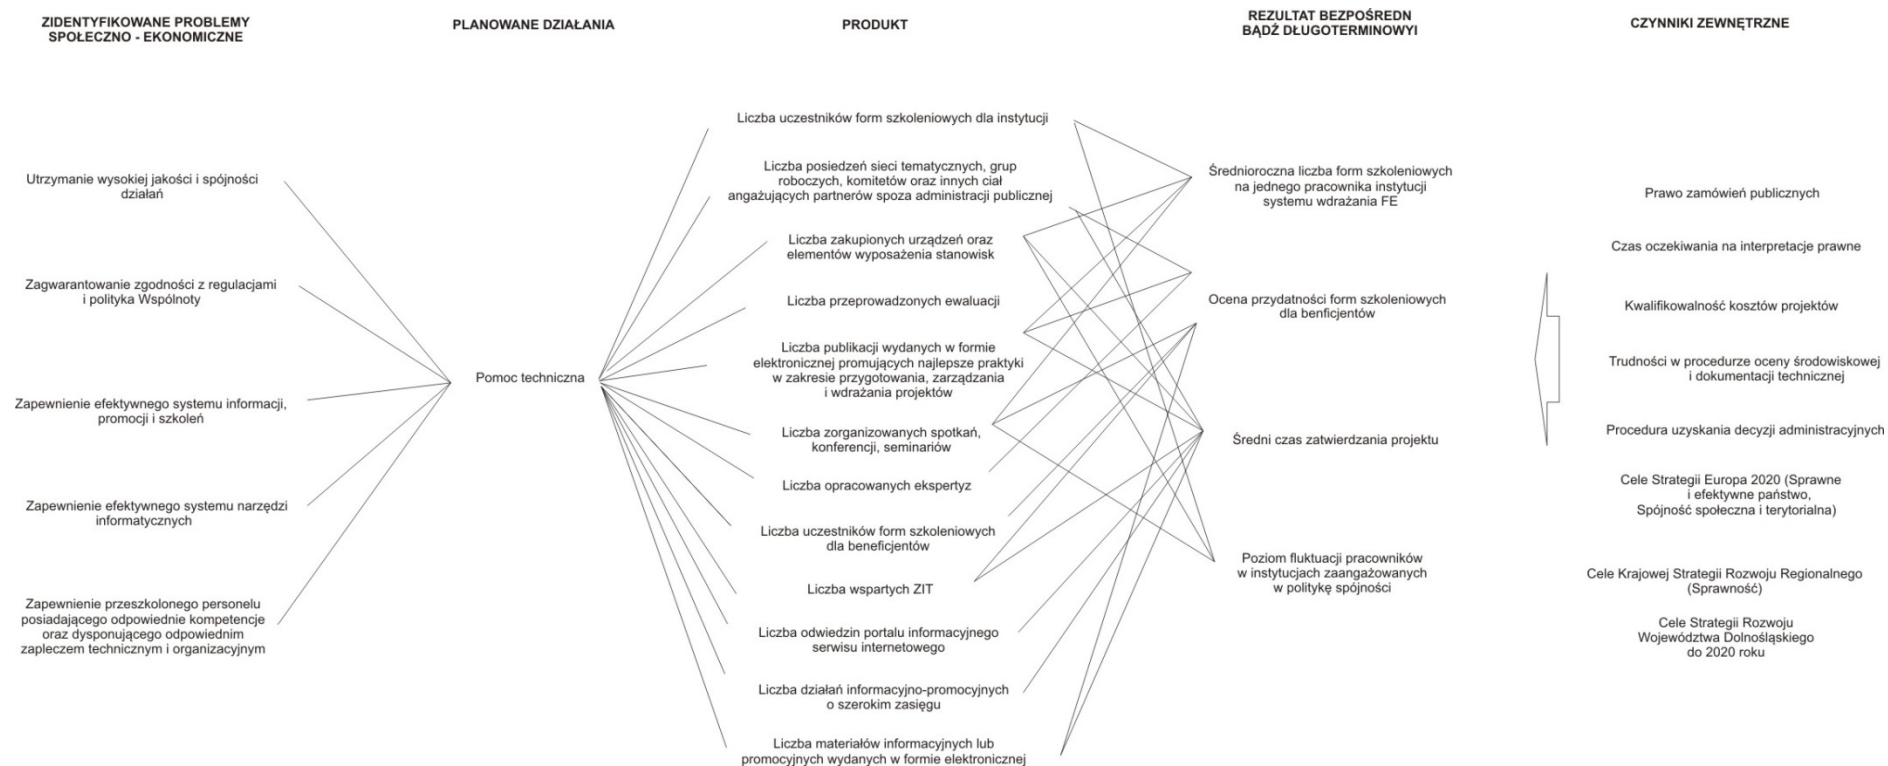 ZIDENTYFIKOWANE PROBLEMY
SPOŁECZNO - EKONOMICZNE
PLANOWANE DZIAŁANIA
PRODUKT
REZULTAT BEZPOŚREDN
BĄDŹ DŁUGOTERMINOWYI
CZYNNIKI ZEWNĘTRZNE
Utrzymanie wysokiej jakości i spójności
działań
Zagwarantowanie zgodności z regulacjami
i polityka Wspólnoty
Zapewnienie efektywnego systemu informacji,
promocji i szkoleń
Zapewnienie efektywnego systemu narzędzi
informatycznych
Zapewnienie przeszkolonego personelu
posiadającego odpowiednie kompetencje
oraz dysponującego odpowiednim
zapleczem technicznym i organizacyjnym
Pomoc techniczna
Liczba uczestników form szkoleniowych dla instytucji
Liczba posiedzeń sieci tematycznych, grup
roboczych, komitetów oraz innych ciał
angażujących partnerów spoza administracji publicznej
Liczba zakupionych urządzeń oraz
elementów wyposażenia stanowisk
Liczba przeprowadzonych ewaluacji
Liczba publikacji wydanych w formie
elektronicznej promujących najlepsze praktyki
w zakresie przygotowania, zarządzania
i wdrażania projektów
Liczba zorganizowanych spotkań,
konferencji, seminariów
Liczba opracowanych ekspertyz
Liczba uczestników form szkoleniowych
dla beneficjentów
Liczba wspartych ZIT
Liczba odwiedzin portalu informacyjnego
serwisu internetowego
Liczba działań informacyjno-promocyjnych
o szerokim zasięgu
Liczba materiałów informacyjnych lub
promocyjnych wydanych w formie elektronicznej
Średnioroczna liczba form szkoleniowych
na jednego pracownika instytucji
systemu wdrażania FE
Ocena przydatności form szkoleniowych
dla benficjentów
Średni czas zatwierdzania projektu
Poziom fluktuacji pracowników
w instytucjach zaangażowanych
w politykę spójności
Prawo zamówień publicznych
Czas oczekiwania na interpretacje prawne
Kwalifikowalność kosztów projektów
Trudności w procedurze oceny środowiskowej
i dokumentacji technicznej
Procedura uzyskania decyzji administracyjnych
Cele Strategii Europa 2020 (Sprawne
i efektywne państwo,
Spójność społeczna i terytorialna)
Cele Krajowej Strategii Rozwoju Regionalnego
(Sprawność)
Cele Strategii Rozwoju
Województwa Dolnośląskiego
do 2020 roku